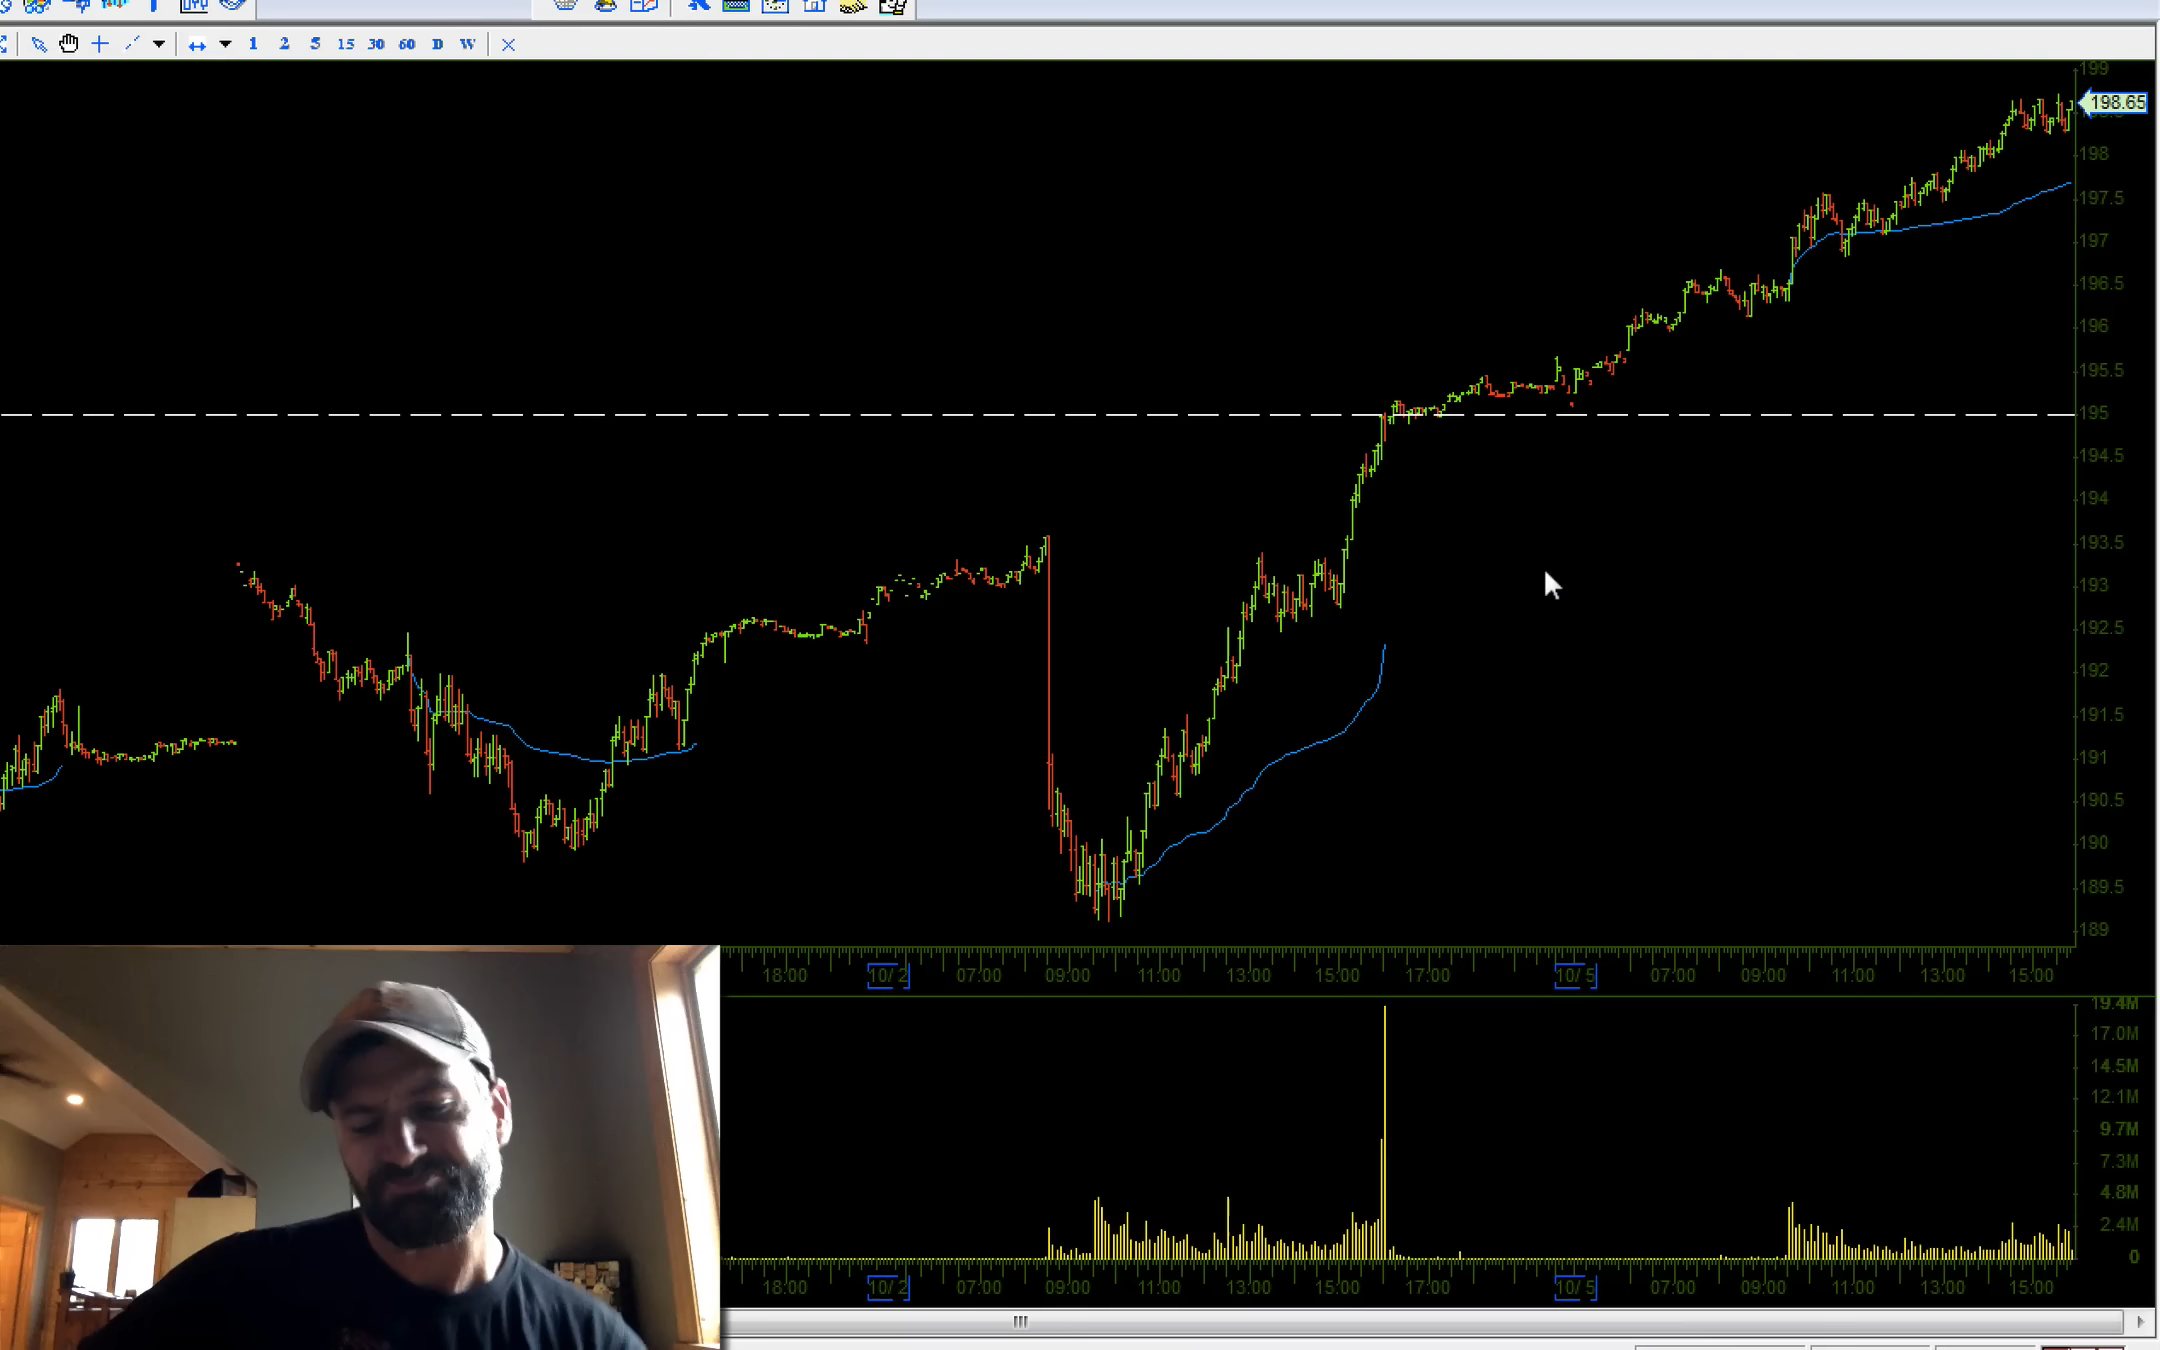 1 2 5 15 30 60 D W
199
198.65
198
197.5
197
196.5
196
195.5
195
194.5
194
193.5
193
192.5
192
191.5
191
190.5
190
189.5
189
18:00 10/ 2 07:00 09:00 11:00 13:00 15:00 17:00 10/ 5 07:00 09:00 11:00 13:00 15:00
19.4M
17.0M
14.5M
12.1M
9.7M
7.3M
4.8M
2.4M
0
18:00 10/ 2 07:00 09:00 11:00 13:00 15:00 17:00 10/ 5 07:00 09:00 11:00 13:00 15:00